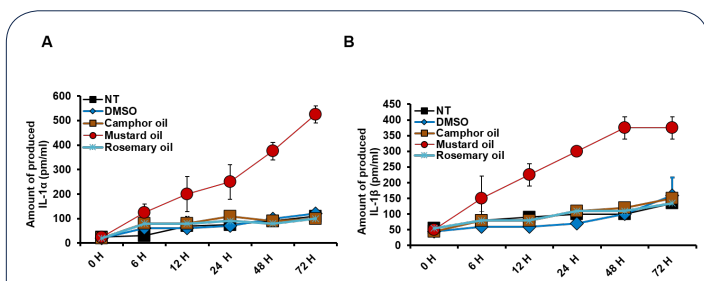 A
Amount of produced
IL-1α (pm/ml)
600
500
400
300
200
100
0
NT
DMSO
Camphor oil
Mustard oil
Rosemary oil
0 H
6 H
12 H
24 H
48 H
72 H
B
Amount of produced
IL-1β (pm/ml)
450
400
350
300
250
200
150
100
50
0
NT
DMSO
Camphor oil
Mustard oil
Rosemary oil
0 H
6 H
12 H
24 H
48 H
72 H